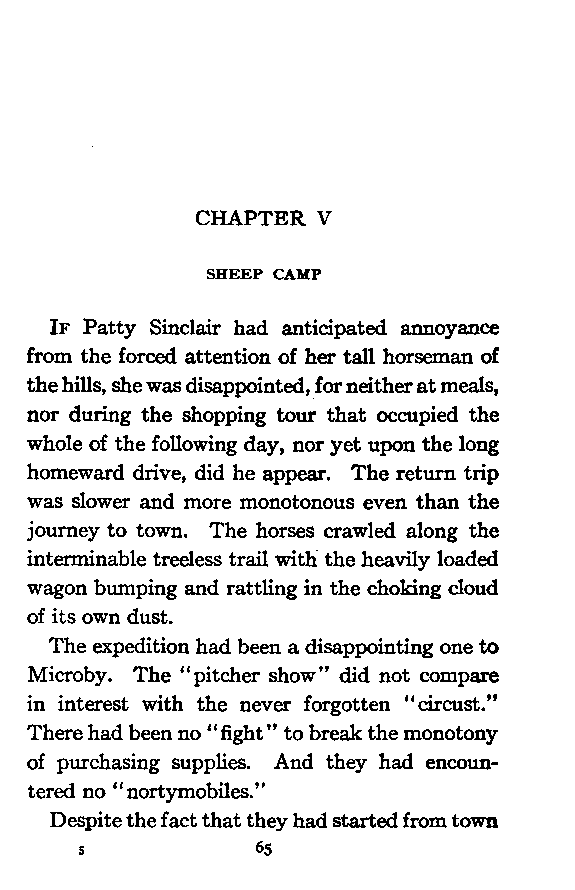 CHAPTER V
SHEEP CAMP
IF Patty Sinclair had anticipated annoyance
from the forced attention of her tall horseman of
the hills, she was disappointed, for neither at meals,
nor during the shopping tour that occupied the
whole of the following day, nor yet upon the long
homeward drive, did he appear. The return trip
was slower and more monotonous even than the
journey to town. The horses crawled along the
interminable treeless trail with the heavily loaded
wagon bumping and rattling in the choking cloud
of its own dust.
The expedition had been a disappointing one to
Microby. The "pitcher show" did not compare
in interest with the never forgotten "circust."
There had been no "fight" to break the monotony
of purchasing supplies. And they had encoun-
tered no "nortymobiles."
Despite the fact that they had started from town
5 65